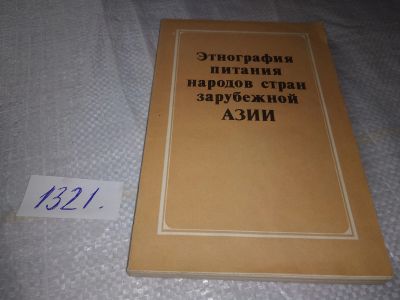 Этнография
питания
народов стран
зарубежной
АЗИИ
1321.